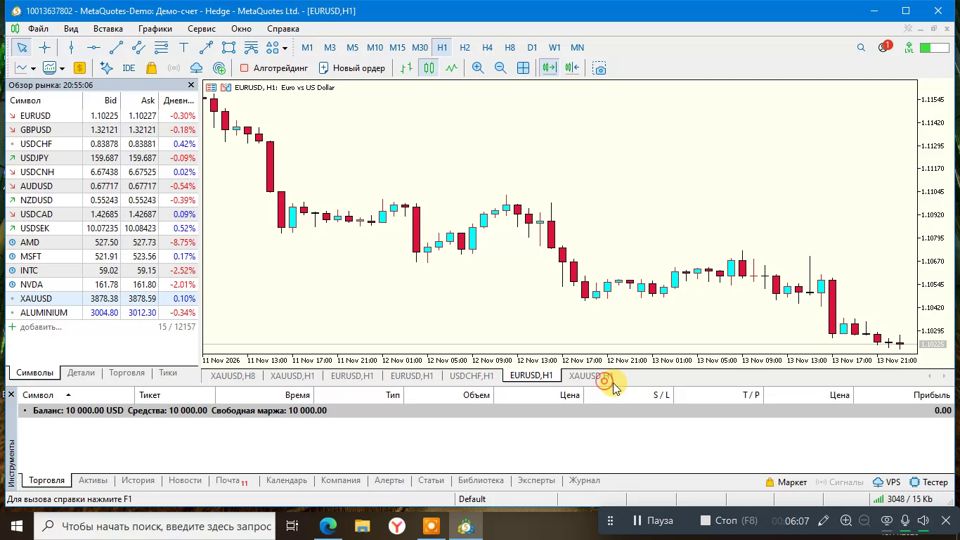 10013637802 - MetaQuotes-Demo: Демо-счет - Hedge - MetaQuotes Ltd. - [EURUSD,H1]
Файл Вид Вставка Графики Сервис Окно Справка
M1 M3 M5 M10 M15 M30 H1 H2 H4 H8 D1 W1 MN 1 LVL
IDE Алготрейдинг Новый ордер
Обзор рынка: 20:55:06
Символ Bid Ask Дневн...
EURUSD 1.10225 1.10227 -0.30%
GBPUSD 1.32121 1.32121 -0.18%
USDCHF 0.83878 0.83881 0.42%
USDJPY 159.687 159.687 -0.09%
USDCNH 6.67438 6.67525 0.02%
AUDUSD 0.67717 0.67717 -0.54%
NZDUSD 0.55243 0.55243 -0.39%
USDCAD 1.42685 1.42687 0.09%
USDSEK 10.07235 10.08423 0.52%
AMD 527.50 527.73 -8.75%
MSFT 521.91 523.56 0.17%
INTC 59.02 59.15 -2.52%
NVDA 161.78 161.80 -2.01%
XAUUSD 3878.38 3878.59 0.10%
ALUMINIUM 3004.80 3012.30 -0.34%
добавить... 15 / 12157
Символы Детали Торговля Тики
EURUSD, H1: Euro vs US Dollar
1.11545
1.11420
1.11295
1.11170
1.11045
1.10920
1.10795
1.10670
1.10545
1.10420
1.10295
1.10225
11 Nov 2026 11 Nov 13:00 11 Nov 17:00 11 Nov 21:00 12 Nov 01:00 12 Nov 05:00 12 Nov 09:00 12 Nov 13:00 12 Nov 17:00 12 Nov 21:00 13 Nov 01:00 13 Nov 05:00 13 Nov 09:00 13 Nov 13:00 13 Nov 17:00 13 Nov 21:00
XAUUSD,H8 XAUUSD,H1 EURUSD,H1 EURUSD,H1 USDCHF,H1 EURUSD,H1 XAUUSD,H1
Символ Тикет Время Тип Объем Цена S / L T / P Цена Прибыль
Баланс: 10 000.00 USD Средства: 10 000.00 Свободная маржа: 10 000.00 0.00
Инструменты
Торговля Активы История Новости Почта 11 Календарь Компания Алерты Статьи Библиотека Эксперты Журнал Маркет Сигналы VPS Тестер
Для вызова справки нажмите F1 Default 3048 / 15 Kb
Чтобы начать поиск, введите здесь запрос Пауза Стоп (F8) 06:07